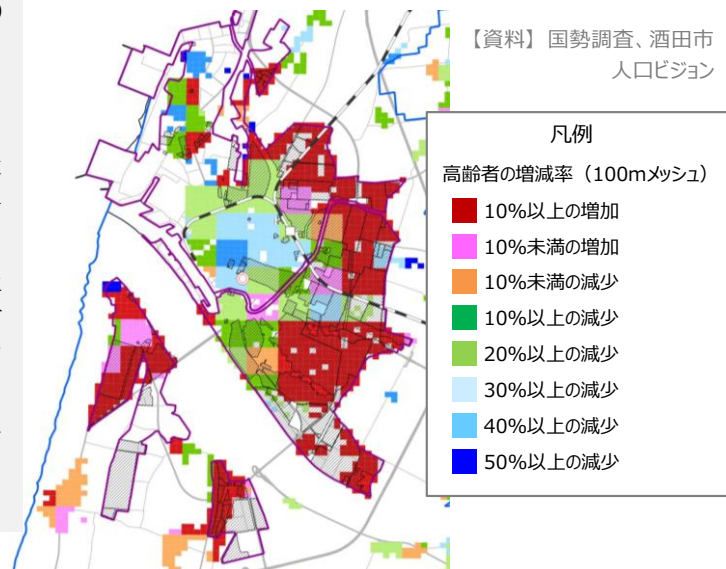 【資料】 国勢調査、酒田市
人口ビジョン
凡例
高齢者の増減率（100mメッシュ）
10%以上の増加
10%未満の増加
10%未満の減少
10%以上の減少
20%以上の減少
30%以上の減少
40%以上の減少
50%以上の減少